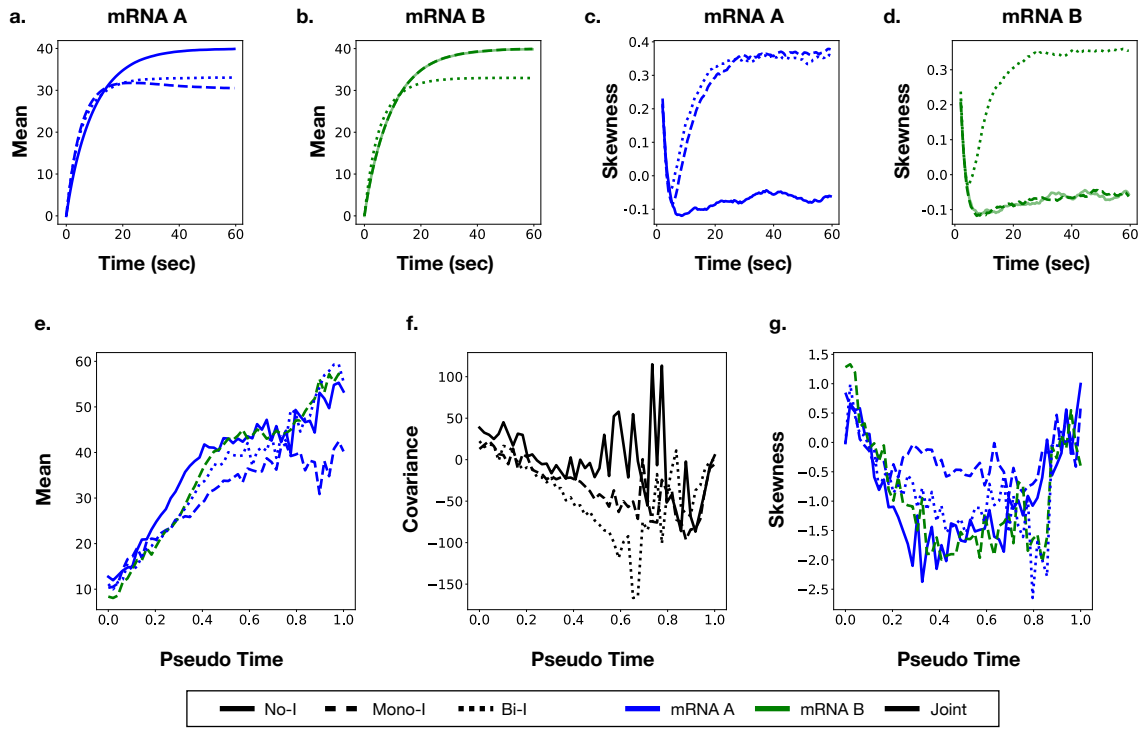 a. mRNA A
b. mRNA B
c. mRNA A
d. mRNA B
Mean
40
30
20
10
0
0 20 40 60
Time (sec)
Mean
40
30
20
10
0
0 20 40 60
Time (sec)
Skewness
0.4
0.3
0.2
0.1
0.0
-0.1
0 20 40 60
Time (sec)
Skewness
0.3
0.2
0.1
0.0
-0.1
0 20 40 60
Time (sec)
e.
Mean
60
50
40
30
20
10
0.0 0.2 0.4 0.6 0.8 1.0
Pseudo Time
f.
Covariance
100
50
0
−50
−100
−150
0.0 0.2 0.4 0.6 0.8 1.0
Pseudo Time
g.
Skewness
1.5
1.0
0.5
0.0
−0.5
−1.0
−1.5
−2.0
−2.5
0.0 0.2 0.4 0.6 0.8 1.0
Pseudo Time
No-I Mono-I Bi-I mRNA A mRNA B Joint